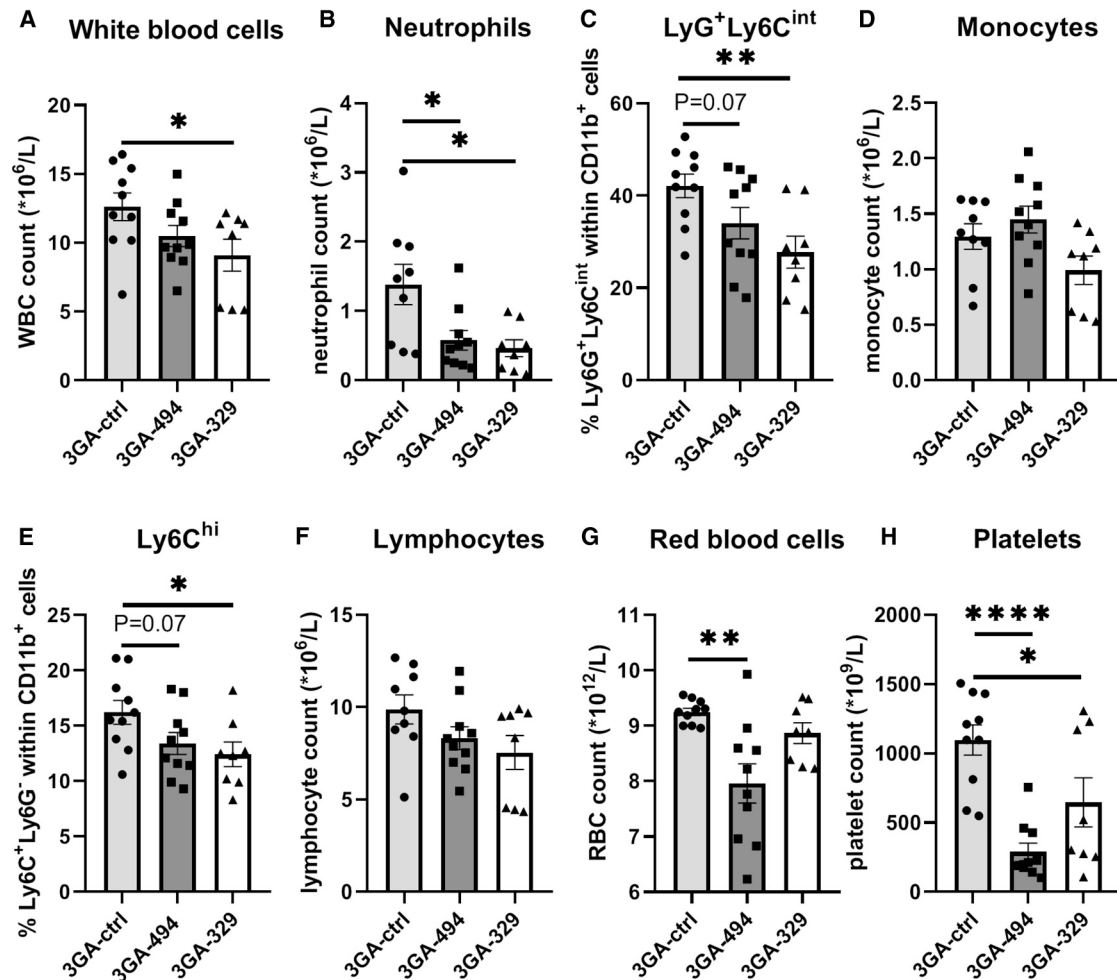 A White blood cells
WBC count (*10⁶/L)
20
15
10
5
0
*
3GA-ctrl
3GA-494
3GA-329
B Neutrophils
neutrophil count (*10⁶/L)
4
3
2
1
0
*
*
3GA-ctrl
3GA-494
3GA-329
C LyG⁺Ly6Cⁱⁿᵗ
% Ly6G⁺Ly6Cⁱⁿᵗ within CD11b⁺ cells
60
40
20
0
**
P=0.07
3GA-ctrl
3GA-494
3GA-329
D Monocytes
monocyte count (*10⁶/L)
2.5
2.0
1.5
1.0
0.5
0.0
3GA-ctrl
3GA-494
3GA-329
E Ly6Cʰⁱ
% Ly6C⁺Ly6G⁻ within CD11b⁺ cells
25
20
15
10
5
0
*
P=0.07
3GA-ctrl
3GA-494
3GA-329
F Lymphocytes
lymphocyte count (*10⁶/L)
15
10
5
0
3GA-ctrl
3GA-494
3GA-329
G Red blood cells
RBC count (*10¹²/L)
11
10
9
8
7
6
**
3GA-ctrl
3GA-494
3GA-329
H Platelets
platelet count (*10⁹/L)
2000
1500
1000
500
0
****
*
3GA-ctrl
3GA-494
3GA-329